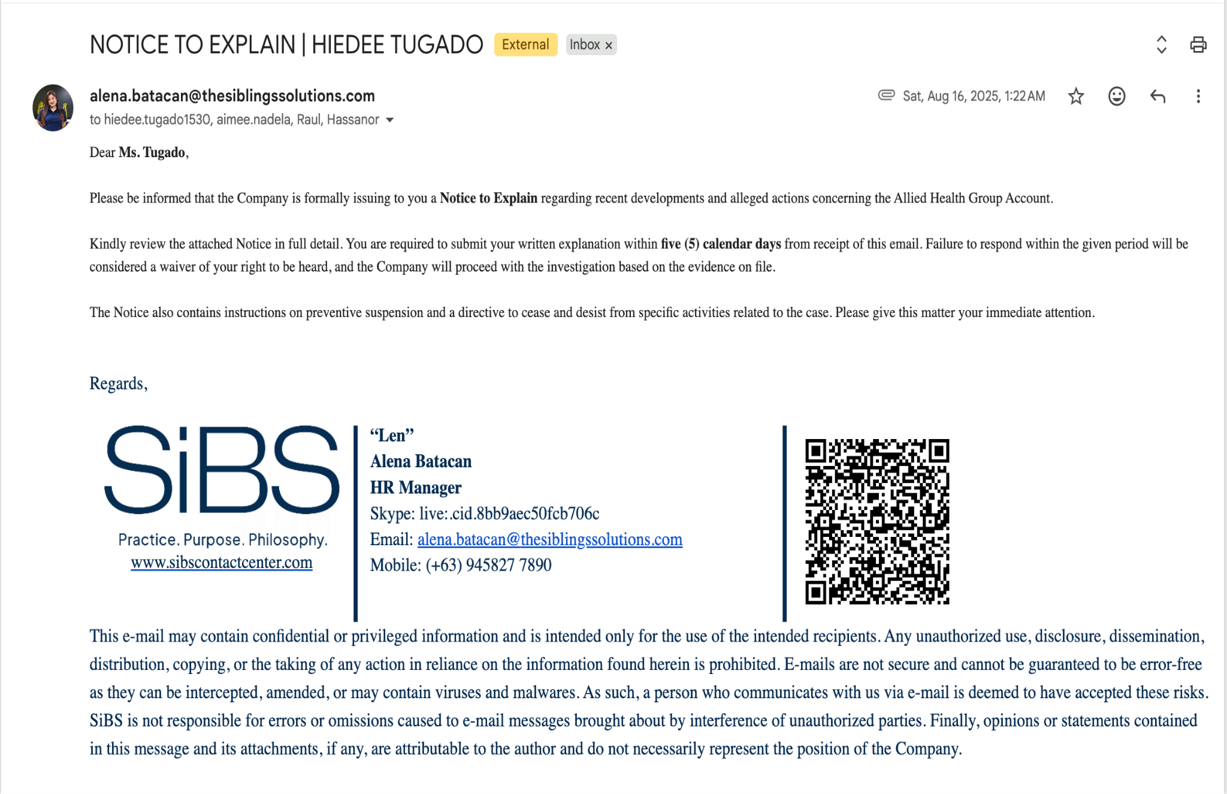 NOTICE TO EXPLAIN | HIEDEE TUGADO External Inbox ×
alena.batacan@thesiblingssolutions.com Sat, Aug 16, 2025, 1:22 AM
to hiedee.tugado1530, aimee.nadela, Raul, Hassanor
Dear Ms. Tugado,
Please be informed that the Company is formally issuing to you a Notice to Explain regarding recent developments and alleged actions concerning the Allied Health Group Account.
Kindly review the attached Notice in full detail. You are required to submit your written explanation within five (5) calendar days from receipt of this email. Failure to respond within the given period will be
considered a waiver of your right to be heard, and the Company will proceed with the investigation based on the evidence on file.
The Notice also contains instructions on preventive suspension and a directive to cease and desist from specific activities related to the case. Please give this matter your immediate attention.
Regards,
SiBS
Practice. Purpose. Philosophy.
www.sibscontactcenter.com
“Len”
Alena Batacan
HR Manager
Skype: live:.cid.8bb9aec50fcb706c
Email: alena.batacan@thesiblingssolutions.com
Mobile: (+63) 945827 7890
This e-mail may contain confidential or privileged information and is intended only for the use of the intended recipients. Any unauthorized use, disclosure, dissemination,
distribution, copying, or the taking of any action in reliance on the information found herein is prohibited. E-mails are not secure and cannot be guaranteed to be error-free
as they can be intercepted, amended, or may contain viruses and malwares. As such, a person who communicates with us via e-mail is deemed to have accepted these risks.
SiBS is not responsible for errors or omissions caused to e-mail messages brought about by interference of unauthorized parties. Finally, opinions or statements contained
in this message and its attachments, if any, are attributable to the author and do not necessarily represent the position of the Company.